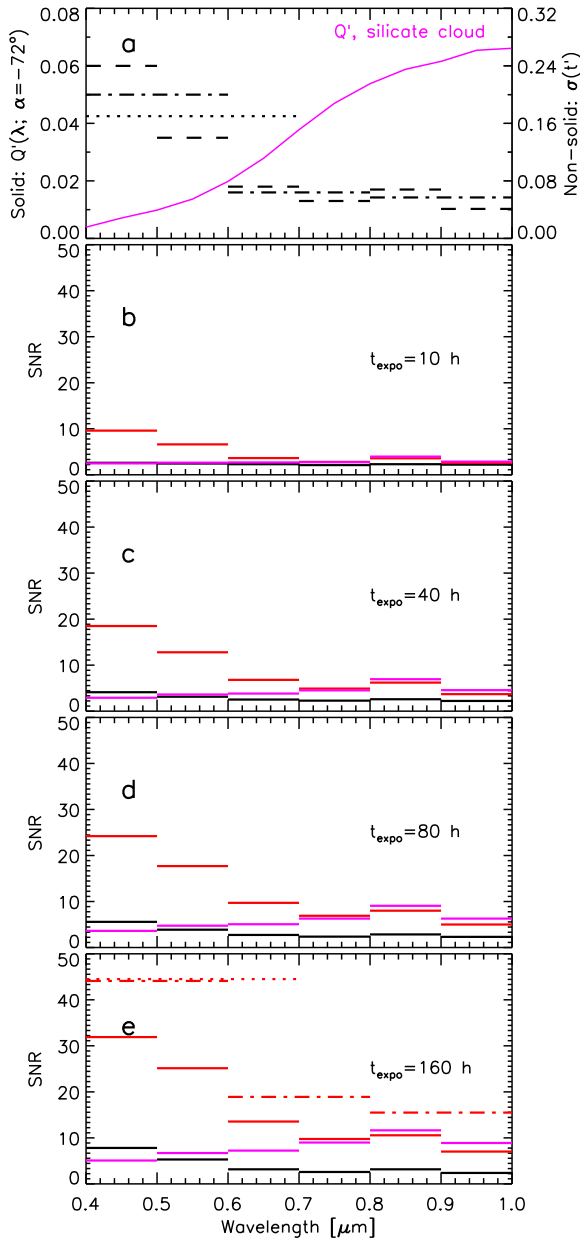 0.08
0.06
0.04
0.02
0.00
Solid: Q'(λ; α=−72°)
a
Q', silicate cloud
0.32
0.24
0.16
0.08
0.00
Non-solid: σ(t')
50
40
30
20
10
0
SNR
b
t_expo=10 h
50
40
30
20
10
0
SNR
c
t_expo=40 h
50
40
30
20
10
0
SNR
d
t_expo=80 h
50
40
30
20
10
0
SNR
e
t_expo=160 h
0.4 0.5 0.6 0.7 0.8 0.9 1.0
Wavelength [μm]